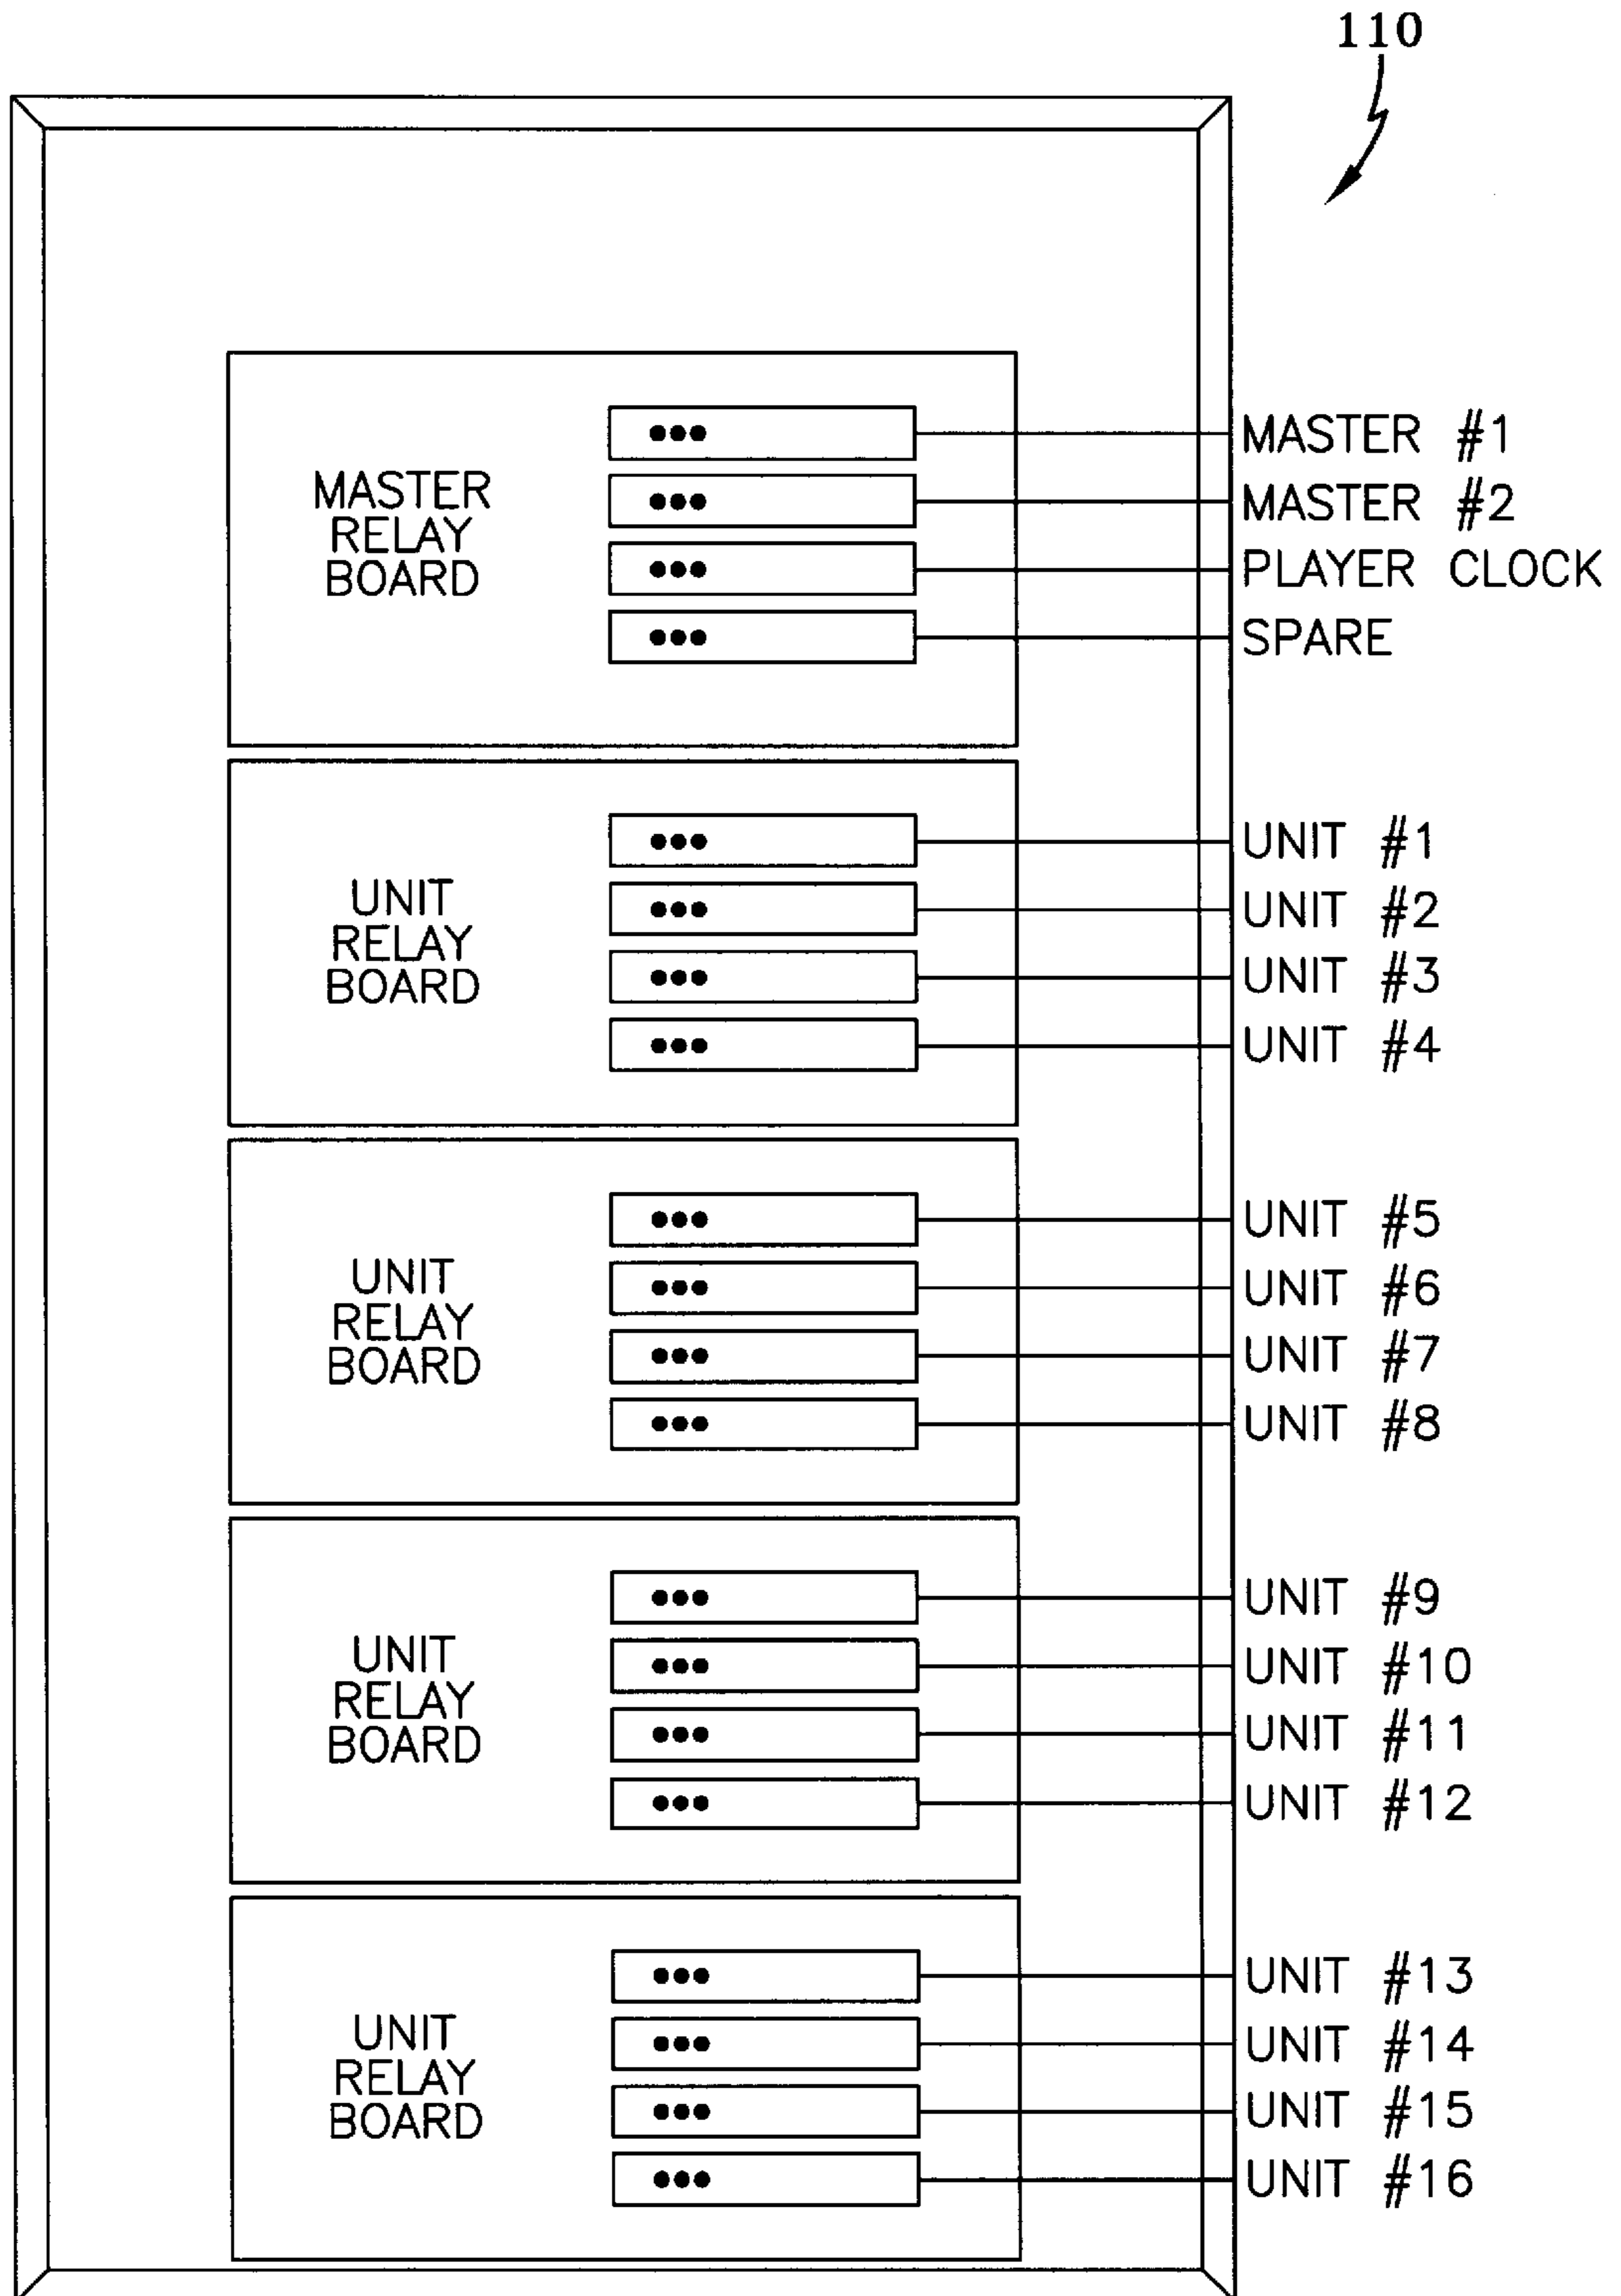 110
MASTER
RELAY
BOARD
MASTER #1
MASTER #2
PLAYER CLOCK
SPARE
UNIT
RELAY
BOARD
UNIT #1
UNIT #2
UNIT #3
UNIT #4
UNIT
RELAY
BOARD
UNIT #5
UNIT #6
UNIT #7
UNIT #8
UNIT
RELAY
BOARD
UNIT #9
UNIT #10
UNIT #11
UNIT #12
UNIT
RELAY
BOARD
UNIT #13
UNIT #14
UNIT #15
UNIT #16